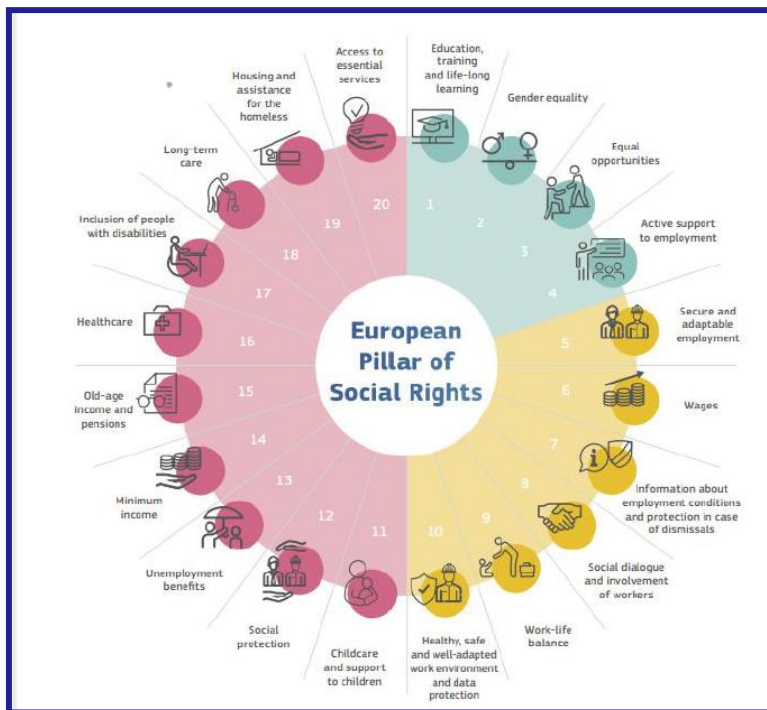 European
Pillar of
Social Rights
1
Education,
training
and life-long
learning
2
Gender equality
3
Equal
opportunities
4
Active support
to employment
5
Secure and
adaptable
employment
6
Wages
7
Information about
employment conditions
and protection in case
of dismissals
8
Social dialogue
and involvement
of workers
9
Work-life
balance
10
Healthy, safe
and well-adapted
work environment
and data
protection
11
Childcare
and support
to children
12
Social
protection
13
Unemployment
benefits
14
Minimum
income
15
Old-age
income and
pensions
16
Healthcare
17
Inclusion of people
with disabilities
18
Long-term
care
19
Housing and
assistance
for the
homeless
20
Access to
essential
services